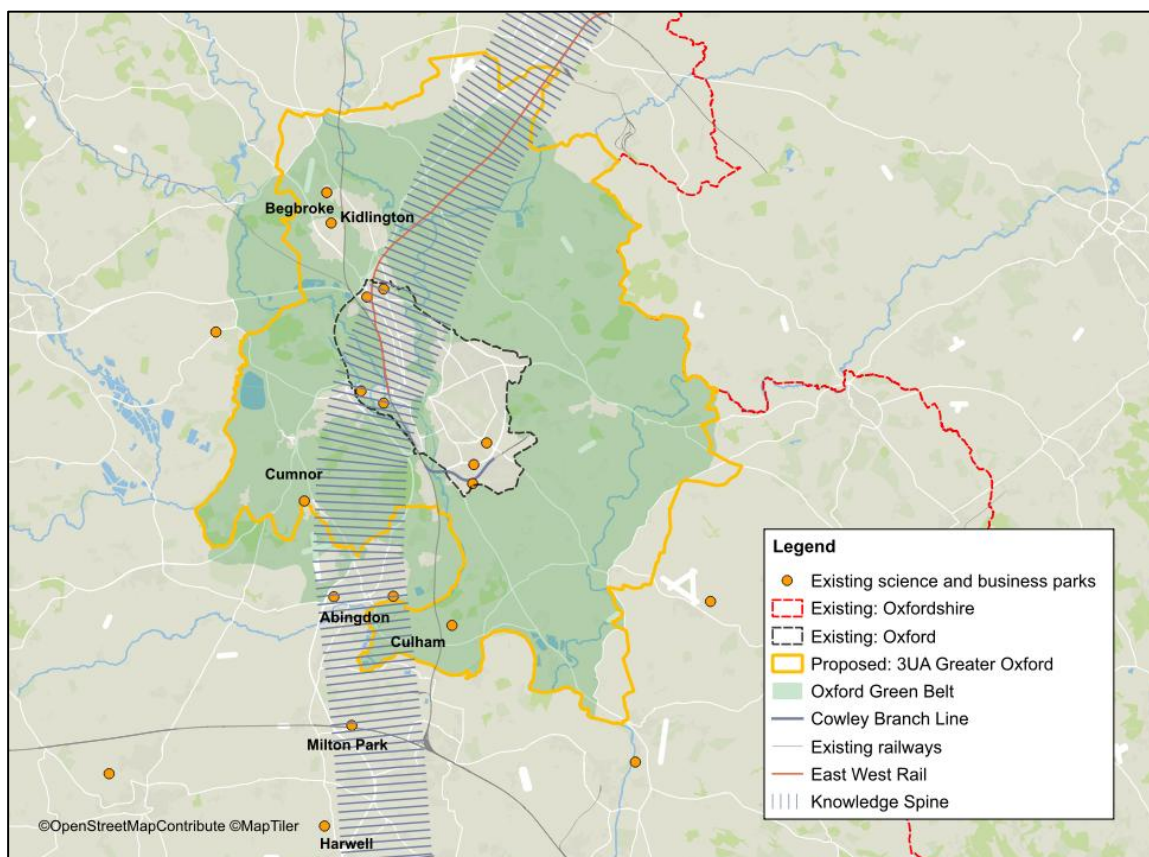 Begbroke
Kidlington
Cumnor
Abingdon
Culham
Milton Park
Harwell
©OpenStreetMapContribute ©MapTiler
Legend
Existing science and business parks
Existing: Oxfordshire
Existing: Oxford
Proposed: 3UA Greater Oxford
Oxford Green Belt
Cowley Branch Line
Existing railways
East West Rail
Knowledge Spine